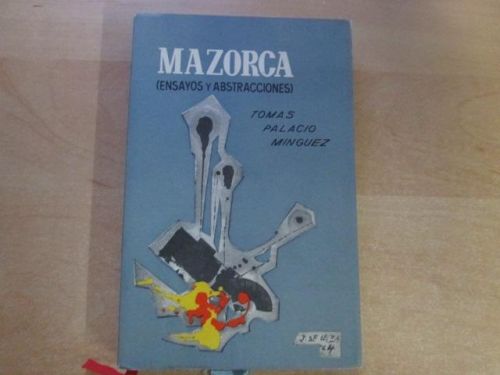 MAZORCA
(ENSAYOS Y ABSTRACCIONES)
TOMAS
PALACIO
MINGUEZ